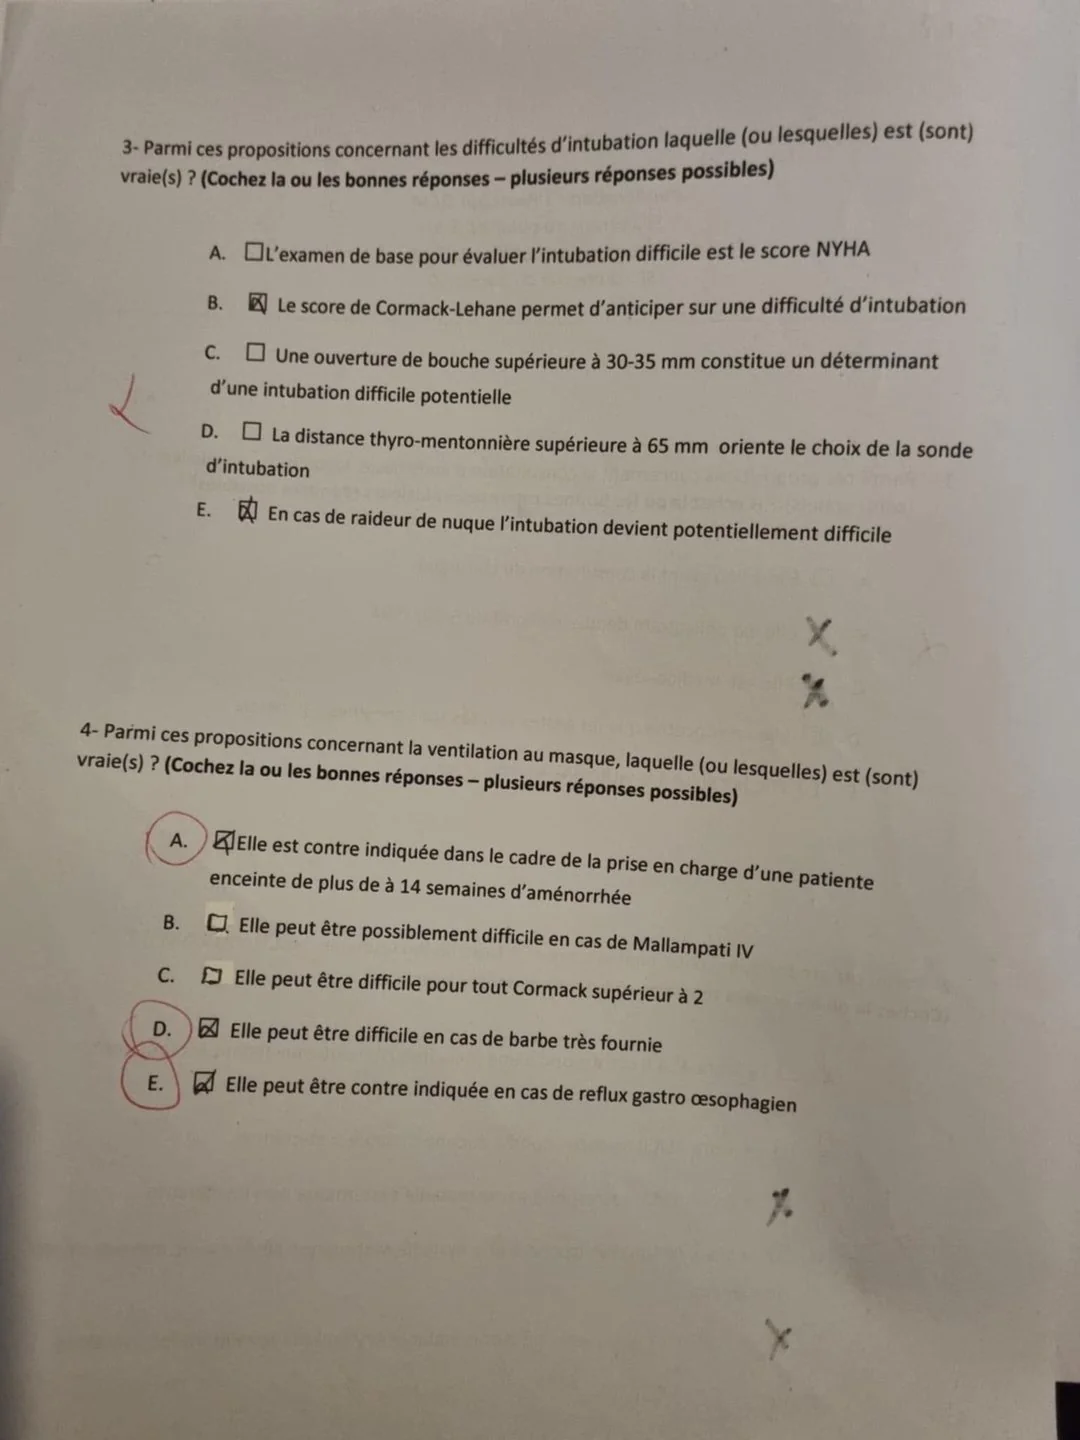 3- Parmi ces propositions concernant les difficultés d'intubation laquelle (ou lesquelles) est (sont)
vraie(s) ? (Cochez la ou les bonnes réponses – plusieurs réponses possibles)
A. ☐L'examen de base pour évaluer l'intubation difficile est le score NYHA
B. ☒ Le score de Cormack-Lehane permet d'anticiper sur une difficulté d'intubation
C. ☐ Une ouverture de bouche supérieure à 30-35 mm constitue un déterminant
d'une intubation difficile potentielle
D. ☐ La distance thyro-mentonnière supérieure à 65 mm oriente le choix de la sonde
d'intubation
E. ☒ En cas de raideur de nuque l'intubation devient potentiellement difficile
X
X
4- Parmi ces propositions concernant la ventilation au masque, laquelle (ou lesquelles) est (sont)
vraie(s) ? (Cochez la ou les bonnes réponses – plusieurs réponses possibles)
A. ☒Elle est contre indiquée dans le cadre de la prise en charge d'une patiente
enceinte de plus de à 14 semaines d'aménorrhée
B. ☐ Elle peut être possiblement difficile en cas de Mallampati IV
C. ☐ Elle peut être difficile pour tout Cormack supérieur à 2
D. ☒ Elle peut être difficile en cas de barbe très fournie
E. ☒ Elle peut être contre indiquée en cas de reflux gastro œsophagien
X
X